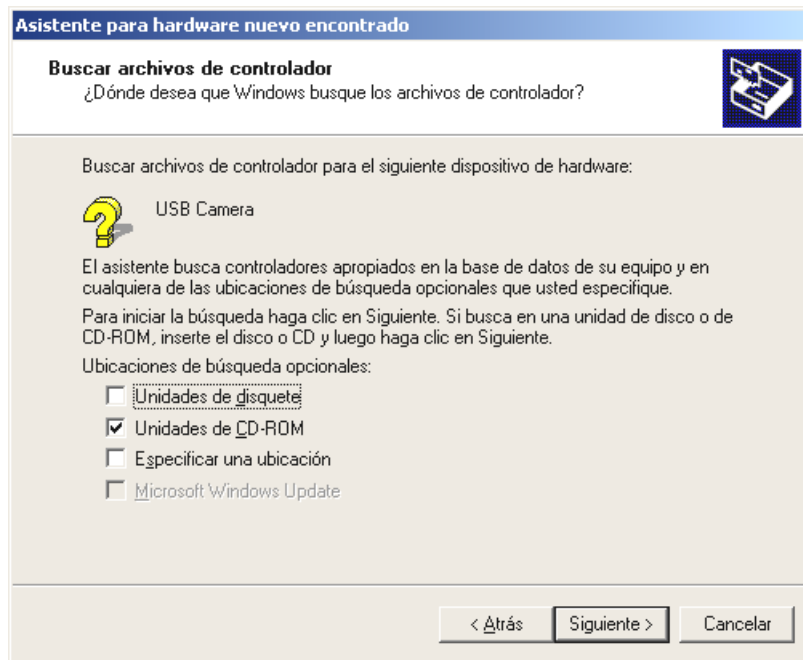 Asistente para hardware nuevo encontrado
Buscar archivos de controlador
¿Dónde desea que Windows busque los archivos de controlador?
Buscar archivos de controlador para el siguiente dispositivo de hardware:
USB Camera
El asistente busca controladores apropiados en la base de datos de su equipo y en
cualquiera de las ubicaciones de búsqueda opcionales que usted especifique.
Para iniciar la búsqueda haga clic en Siguiente. Si busca en una unidad de disco o de
CD-ROM, inserte el disco o CD y luego haga clic en Siguiente.
Ubicaciones de búsqueda opcionales:
Unidades de disquete
Unidades de CD-ROM
Especificar una ubicación
Microsoft Windows Update
< Atrás Siguiente > Cancelar